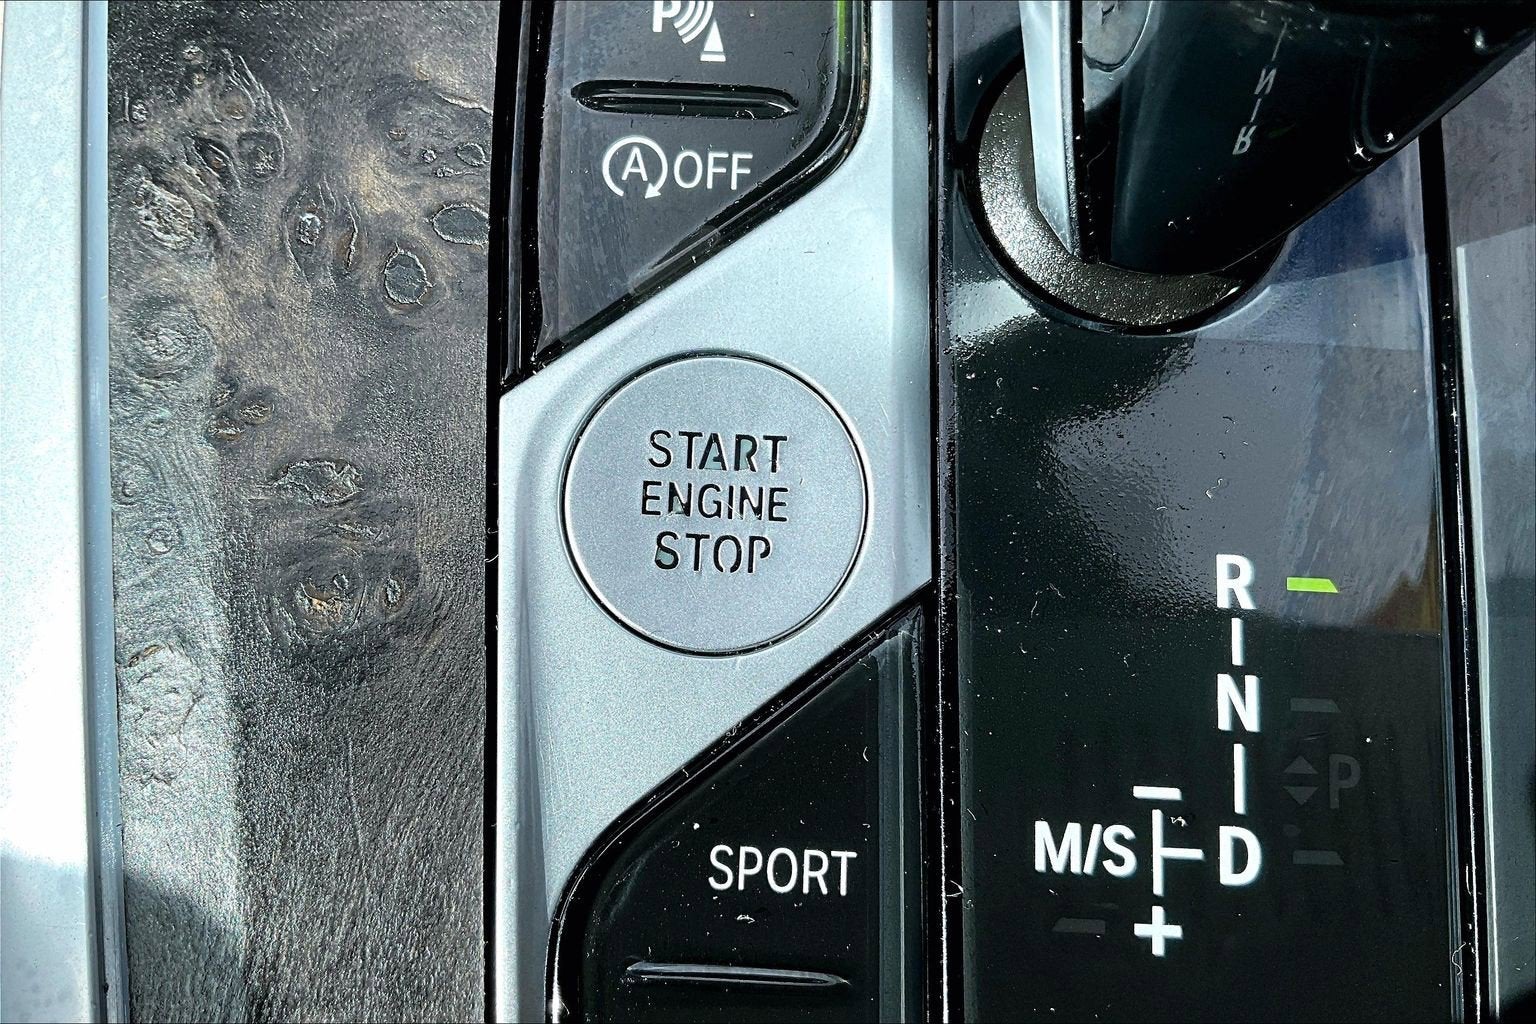 P
A OFF
START
ENGINE
STOP
SPORT
R
N
D
M/S
+
P